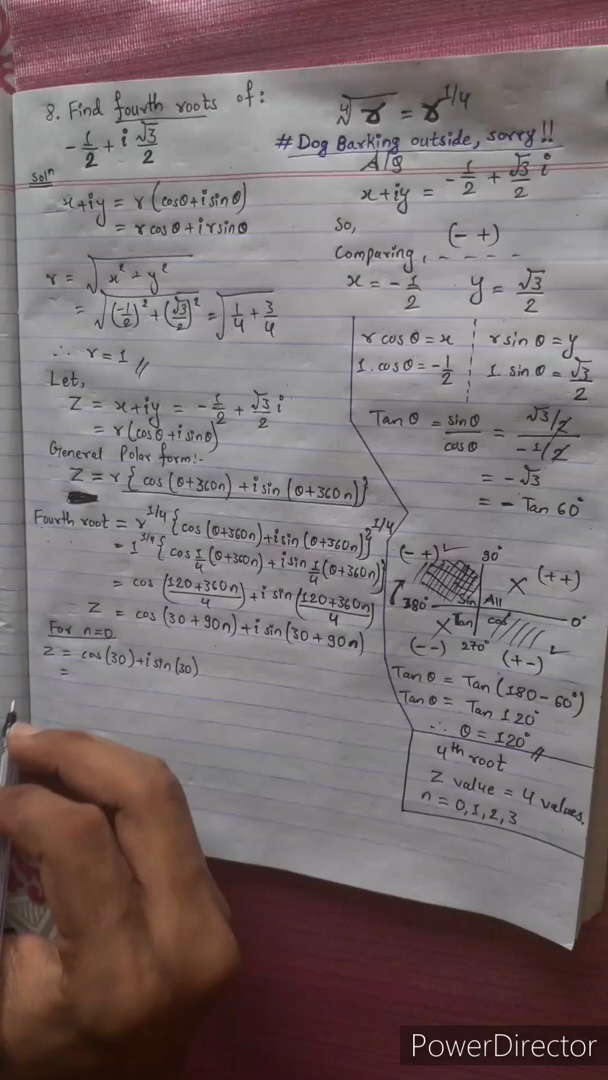 8. Find fourth roots of:
-1/2 + i √3/2
Solⁿ
x+iy = r (cosθ + i sinθ)
= r cosθ + i r sinθ
r = √(x² + y²)
= √((-1/2)² + (√3/2)²) = √(1/4 + 3/4)
∴ r = 1 //
Let,
Z = x+iy = -1/2 + √3/2 i
= r(cosθ + i sinθ)
General Polar form:-
Z = r {cos (θ+360n) + i sin (θ+360n)}
Fourth root = r^1/4 {cos (θ+360n) + i sin (θ+360n)}^1/4
= 1^1/4 {cos 1/4 (θ+360n) + i sin 1/4 (θ+360n)}
= cos (120+360n)/4 + i sin (120+360n)/4
Z = cos (30 + 90n) + i sin (30 + 90n)
For n=0
Z = cos(30) + i sin(30)
=
⁴√r = r^1/4
# Dog Barking outside, sorry!!
A/Q
x+iy = -1/2 + √3/2 i
So, (- +)
Comparing, - - - -
x = -1/2 y = √3/2
r cos θ = x r sin θ = y
1. cosθ = -1/2 1. sin θ = √3/2
Tan θ = sinθ/cosθ = (√3/2)/(-1/2)
= -√3
= - Tan 60°
(- +) 90° (+ +)
Sin All
180° 0°
Tan cos
(- -) 270° (+ -)
Tanθ = Tan (180 - 60°)
Tanθ = Tan 120°
∴ θ = 120° //
4th root
Z value = 4 values.
n = 0, 1, 2, 3
PowerDirector